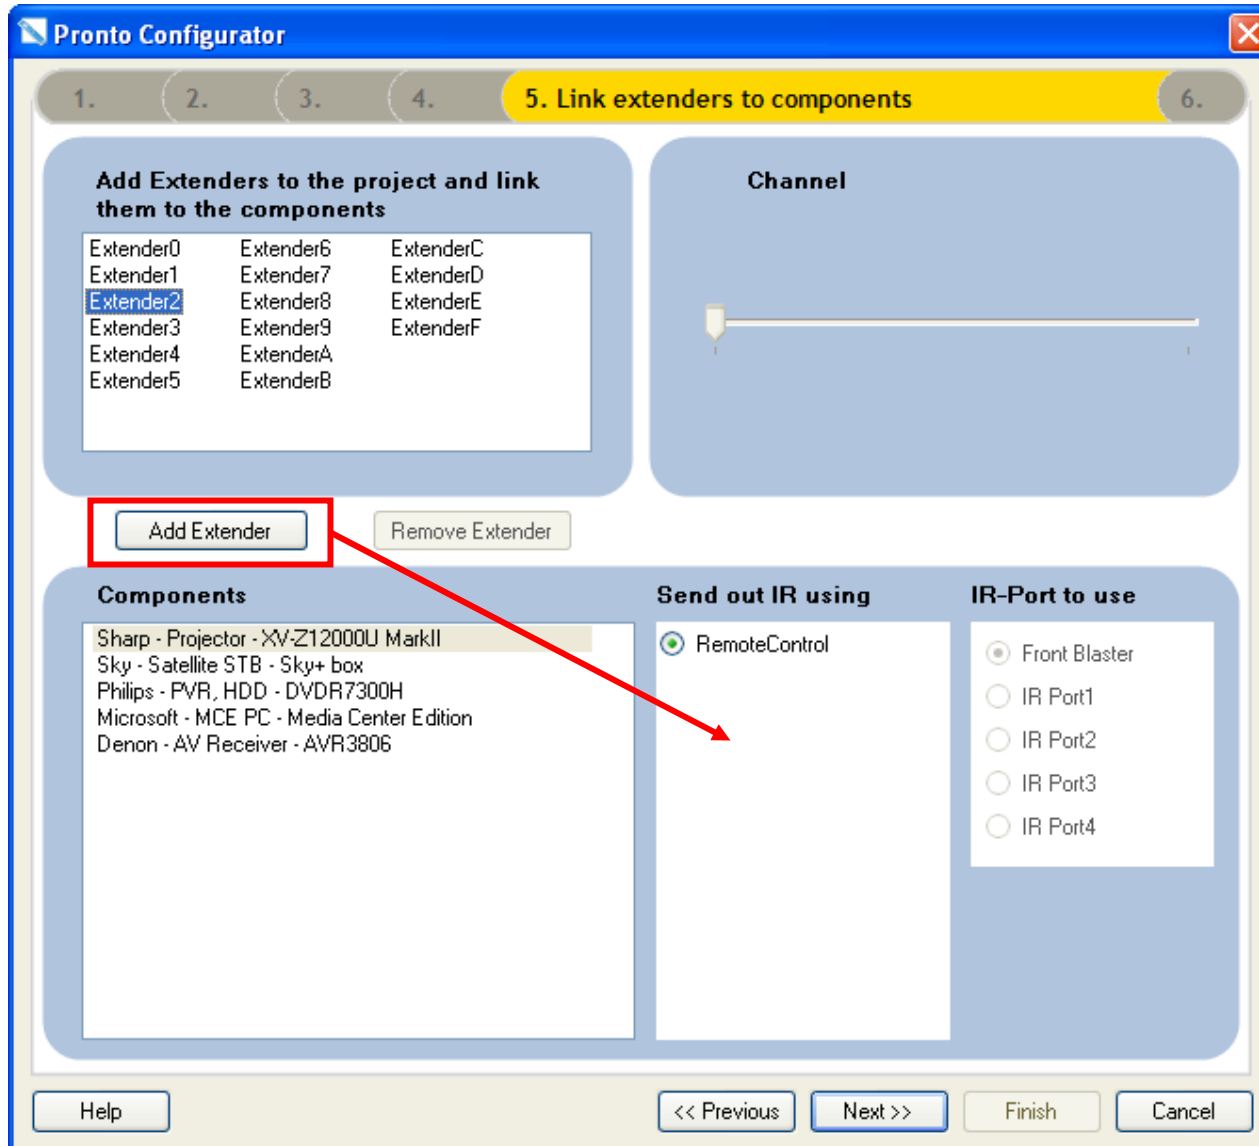 Pronto Configurator
1. 2. 3. 4. 5. Link extenders to components 6.
Add Extenders to the project and link
them to the components
Extender0 Extender6 ExtenderC
Extender1 Extender7 ExtenderD
Extender2 Extender8 ExtenderE
Extender3 Extender9 ExtenderF
Extender4 ExtenderA
Extender5 ExtenderB
Channel
Add Extender Remove Extender
Components
Sharp - Projector - XV-Z12000U MarkII
Sky - Satellite STB - Sky+ box
Philips - PVR, HDD - DVDR7300H
Microsoft - MCE PC - Media Center Edition
Denon - AV Receiver - AVR3806
Send out IR using
RemoteControl
IR-Port to use
Front Blaster
IR Port1
IR Port2
IR Port3
IR Port4
Help << Previous Next >> Finish Cancel